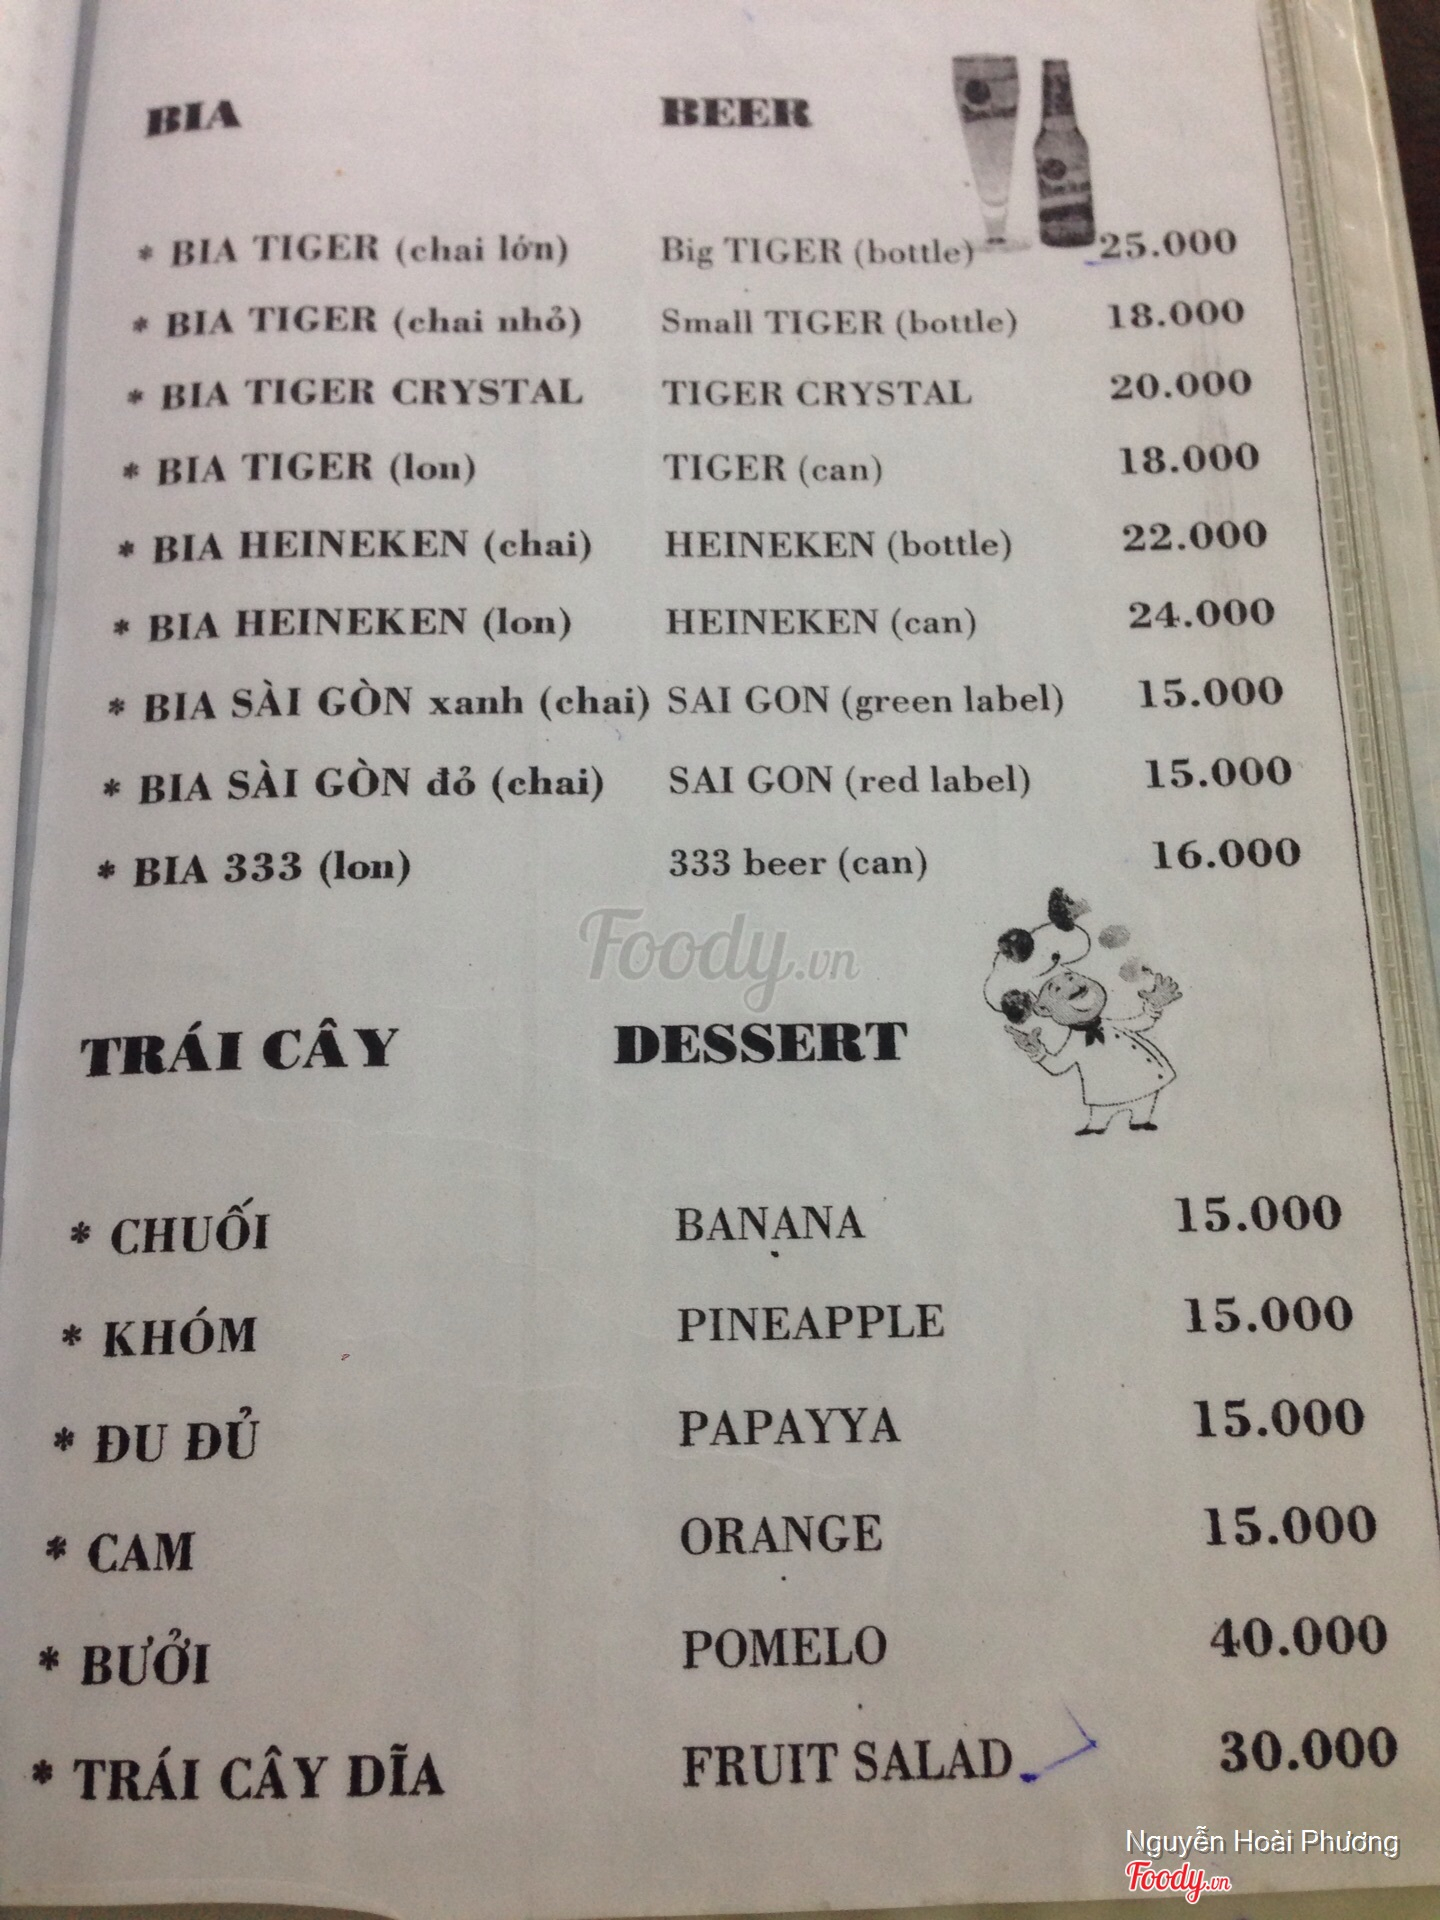 BIA BEER
* BIA TIGER (chai lớn) Big TIGER (bottle) 25.000
* BIA TIGER (chai nhỏ) Small TIGER (bottle) 18.000
* BIA TIGER CRYSTAL TIGER CRYSTAL 20.000
* BIA TIGER (lon) TIGER (can) 18.000
* BIA HEINEKEN (chai) HEINEKEN (bottle) 22.000
* BIA HEINEKEN (lon) HEINEKEN (can) 24.000
* BIA SÀI GÒN xanh (chai) SAI GON (green label) 15.000
* BIA SÀI GÒN đỏ (chai) SAI GON (red label) 15.000
* BIA 333 (lon) 333 beer (can) 16.000
Foody.vn
TRÁI CÂY DESSERT
* CHUỐI BANANA 15.000
* KHÓM PINEAPPLE 15.000
* ĐU ĐỦ PAPAYYA 15.000
* CAM ORANGE 15.000
* BƯỞI POMELO 40.000
* TRÁI CÂY DĨA FRUIT SALAD 30.000
Nguyễn Hoài Phương
Foody.vn